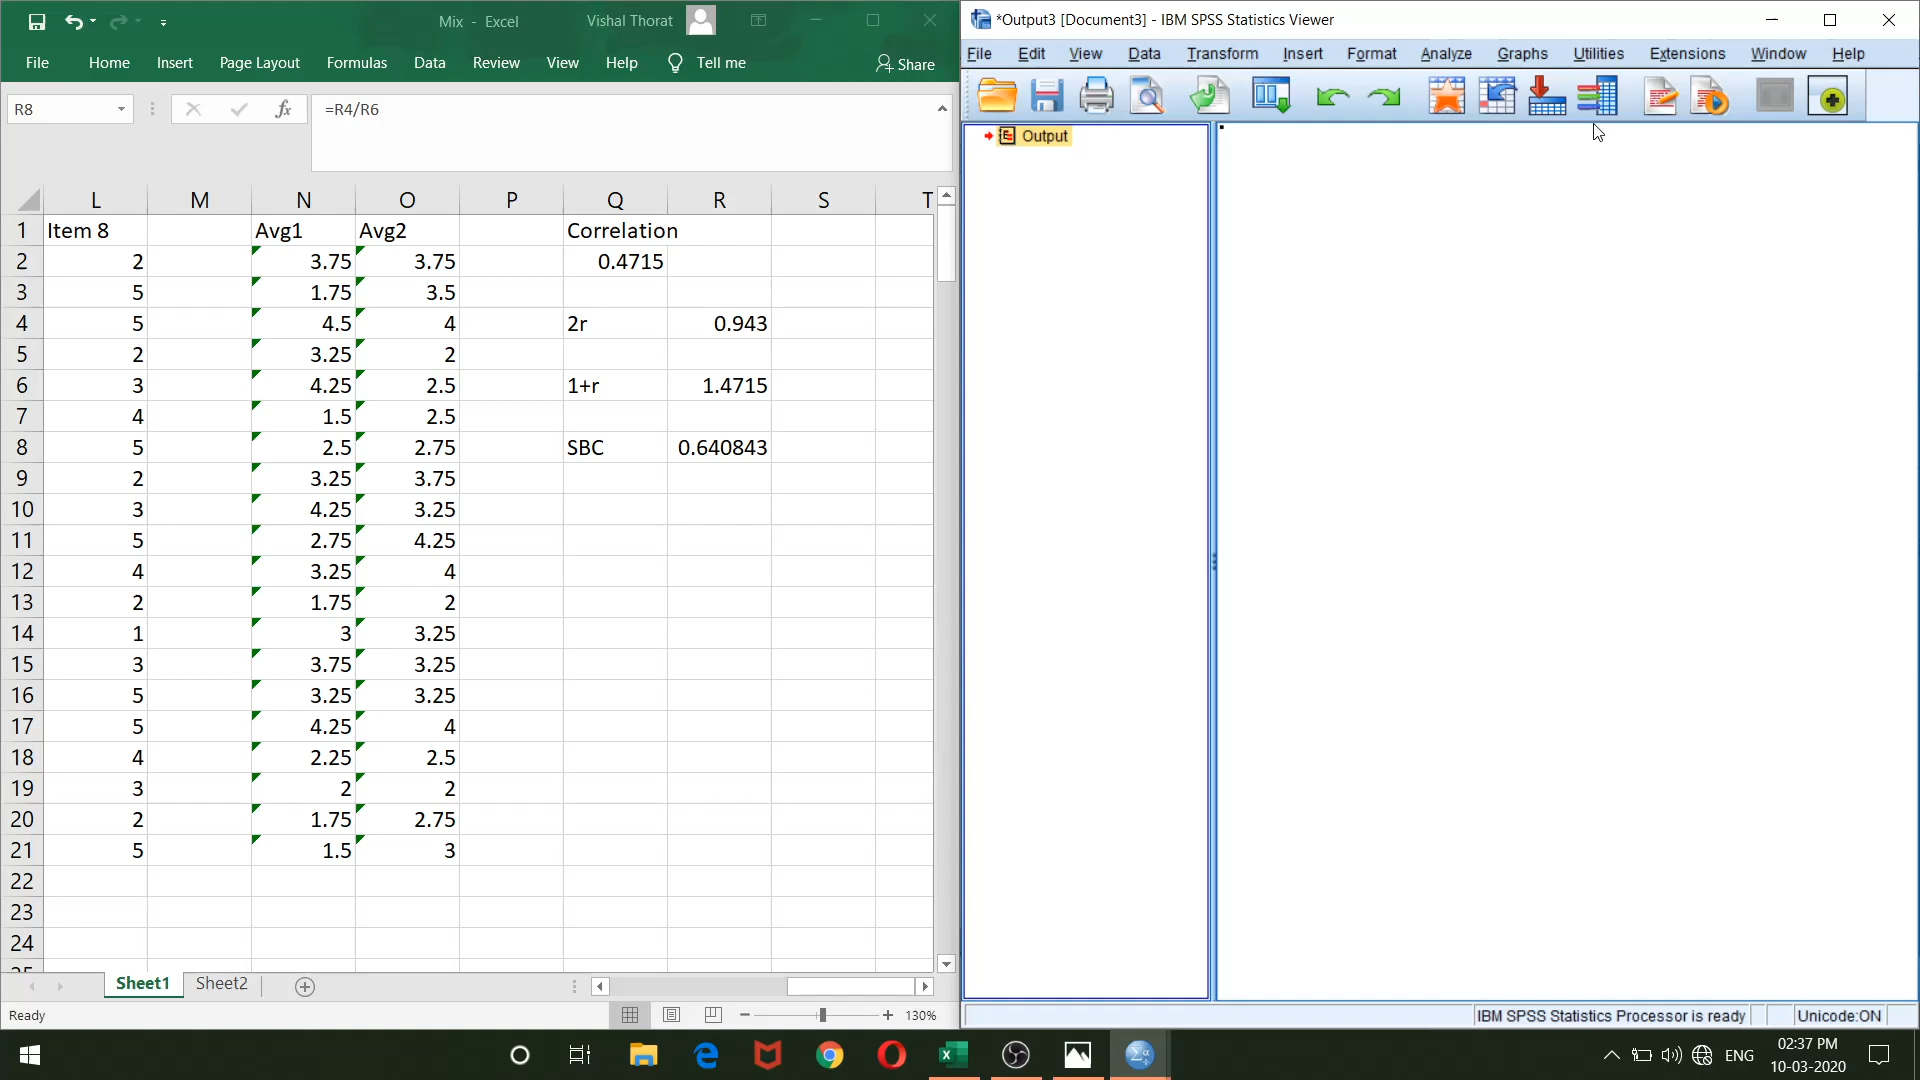 Mix - Excel
Vishal Thorat
File Home Insert Page Layout Formulas Data Review View Help Tell me Share
R8 fx =R4/R6
L M N O P Q R S T
1 Item 8 Avg1 Avg2 Correlation
2 2 3.75 3.75 0.4715
3 5 1.75 3.5
4 5 4.5 4 2r 0.943
5 2 3.25 2
6 3 4.25 2.5 1+r 1.4715
7 4 1.5 2.5
8 5 2.5 2.75 SBC 0.640843
9 2 3.25 3.75
10 3 4.25 3.25
11 5 2.75 4.25
12 4 3.25 4
13 2 1.75 2
14 1 3 3.25
15 3 3.75 3.25
16 5 3.25 3.25
17 5 4.25 4
18 4 2.25 2.5
19 3 2 2
20 2 1.75 2.75
21 5 1.5 3
22
23
24
25
Sheet1 Sheet2
Ready 130%
*Output3 [Document3] - IBM SPSS Statistics Viewer
File Edit View Data Transform Insert Format Analyze Graphs Utilities Extensions Window Help
Output
IBM SPSS Statistics Processor is ready Unicode:ON
ENG 02:37 PM
10-03-2020